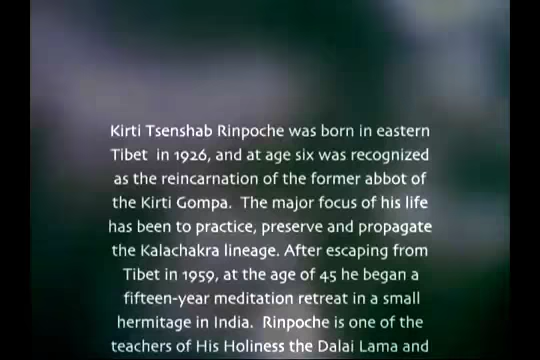 Kirti Tsenshab Rinpoche was born in eastern
Tibet in 1926, and at age six was recognized
as the reincarnation of the former abbot of
the Kirti Gompa. The major focus of his life
has been to practice, preserve and propagate
the Kalachakra lineage. After escaping from
Tibet in 1959, at the age of 45 he began a
fifteen-year meditation retreat in a small
hermitage in India. Rinpoche is one of the
teachers of His Holiness the Dalai Lama and